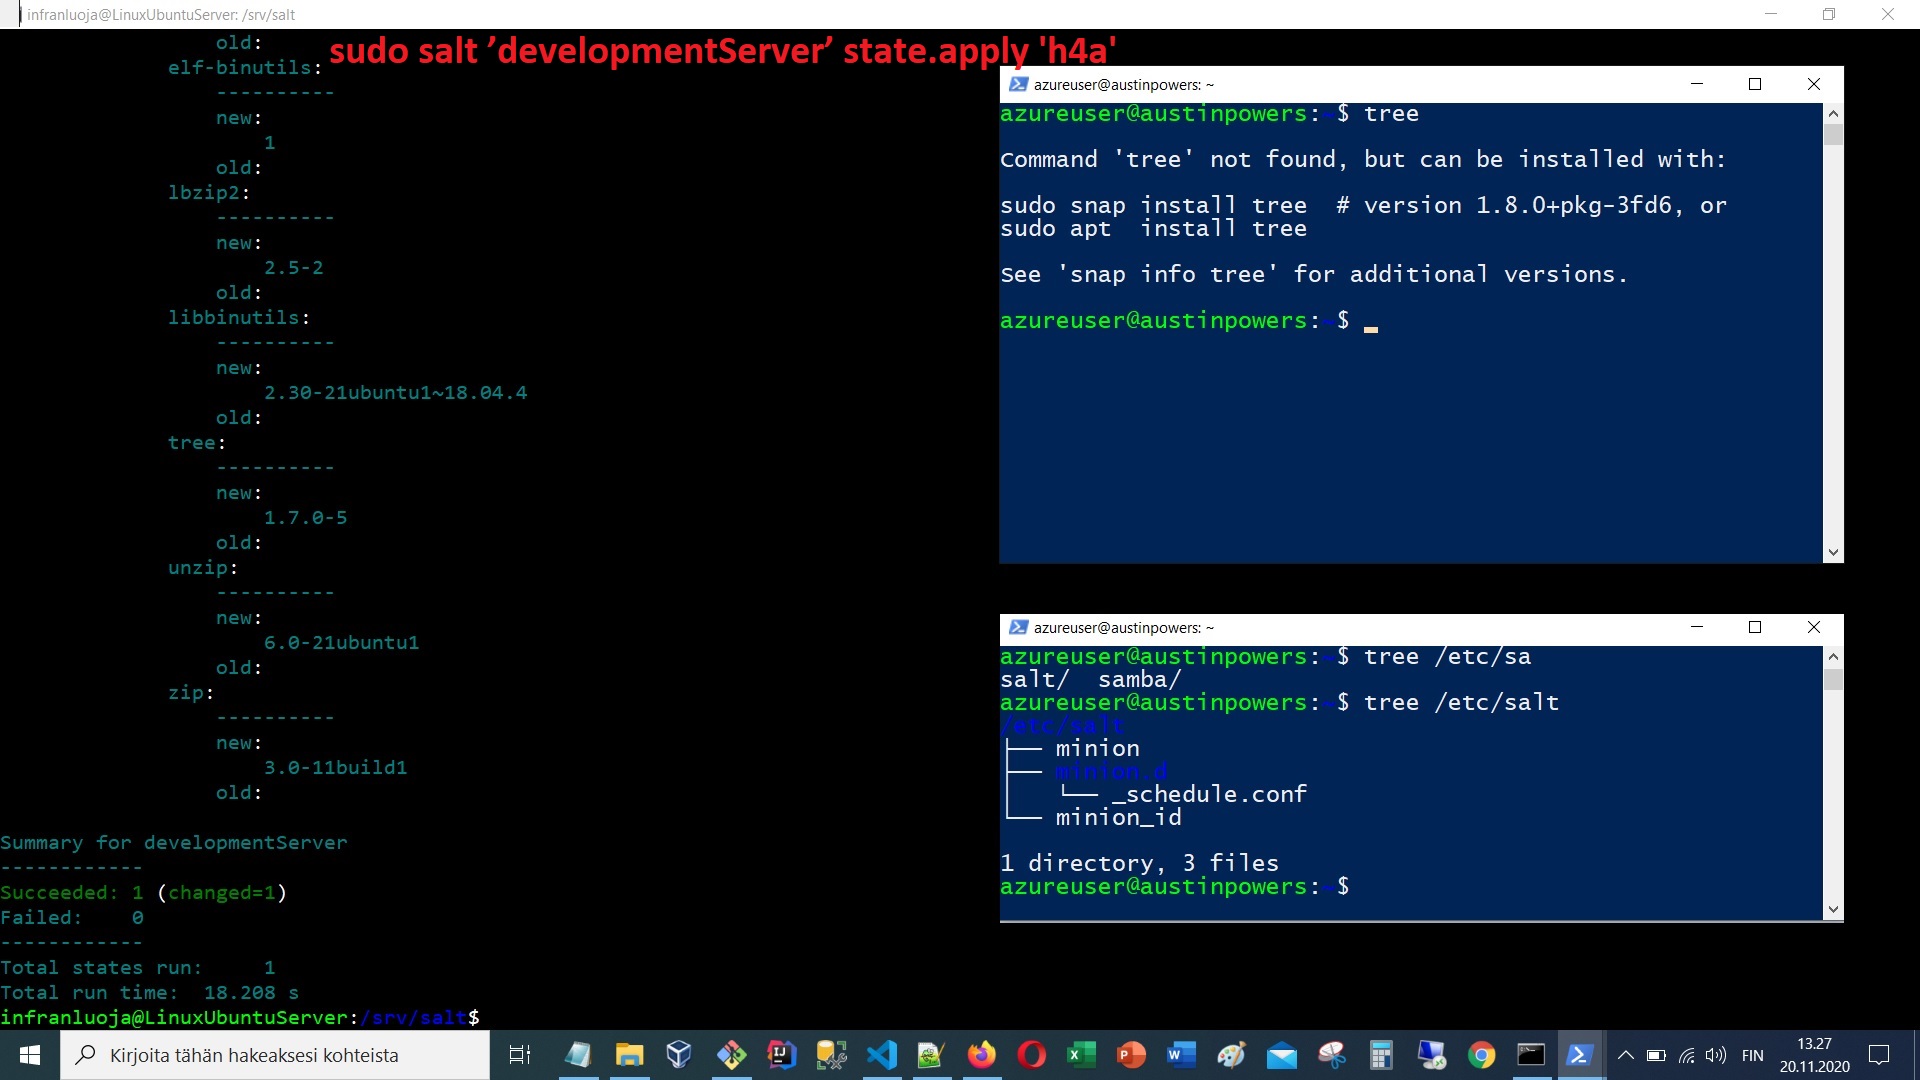 infranluoja@LinuxUbuntuServer: /srv/salt
sudo salt ’developmentServer’ state.apply 'h4a'
old:
elf-binutils:
----------
new:
1
old:
lbzip2:
----------
new:
2.5-2
old:
libbinutils:
----------
new:
2.30-21ubuntu1~18.04.4
old:
tree:
----------
new:
1.7.0-5
old:
unzip:
----------
new:
6.0-21ubuntu1
old:
zip:
----------
new:
3.0-11build1
old:
Summary for developmentServer
------------
Succeeded: 1 (changed=1)
Failed:    0
------------
Total states run:     1
Total run time:  18.208 s
infranluoja@LinuxUbuntuServer:/srv/salt$
azureuser@austinpowers: ~
azureuser@austinpowers:~$ tree
Command 'tree' not found, but can be installed with:
sudo snap install tree  # version 1.8.0+pkg-3fd6, or
sudo apt  install tree
See 'snap info tree' for additional versions.
azureuser@austinpowers:~$ _
azureuser@austinpowers: ~
azureuser@austinpowers:~$ tree /etc/sa
salt/  samba/
azureuser@austinpowers:~$ tree /etc/salt
/etc/salt
├── minion
├── minion.d
│   └── _schedule.conf
└── minion_id
1 directory, 3 files
azureuser@austinpowers:~$
Kirjoita tähän hakeaksesi kohteista
FIN
13.27
20.11.2020